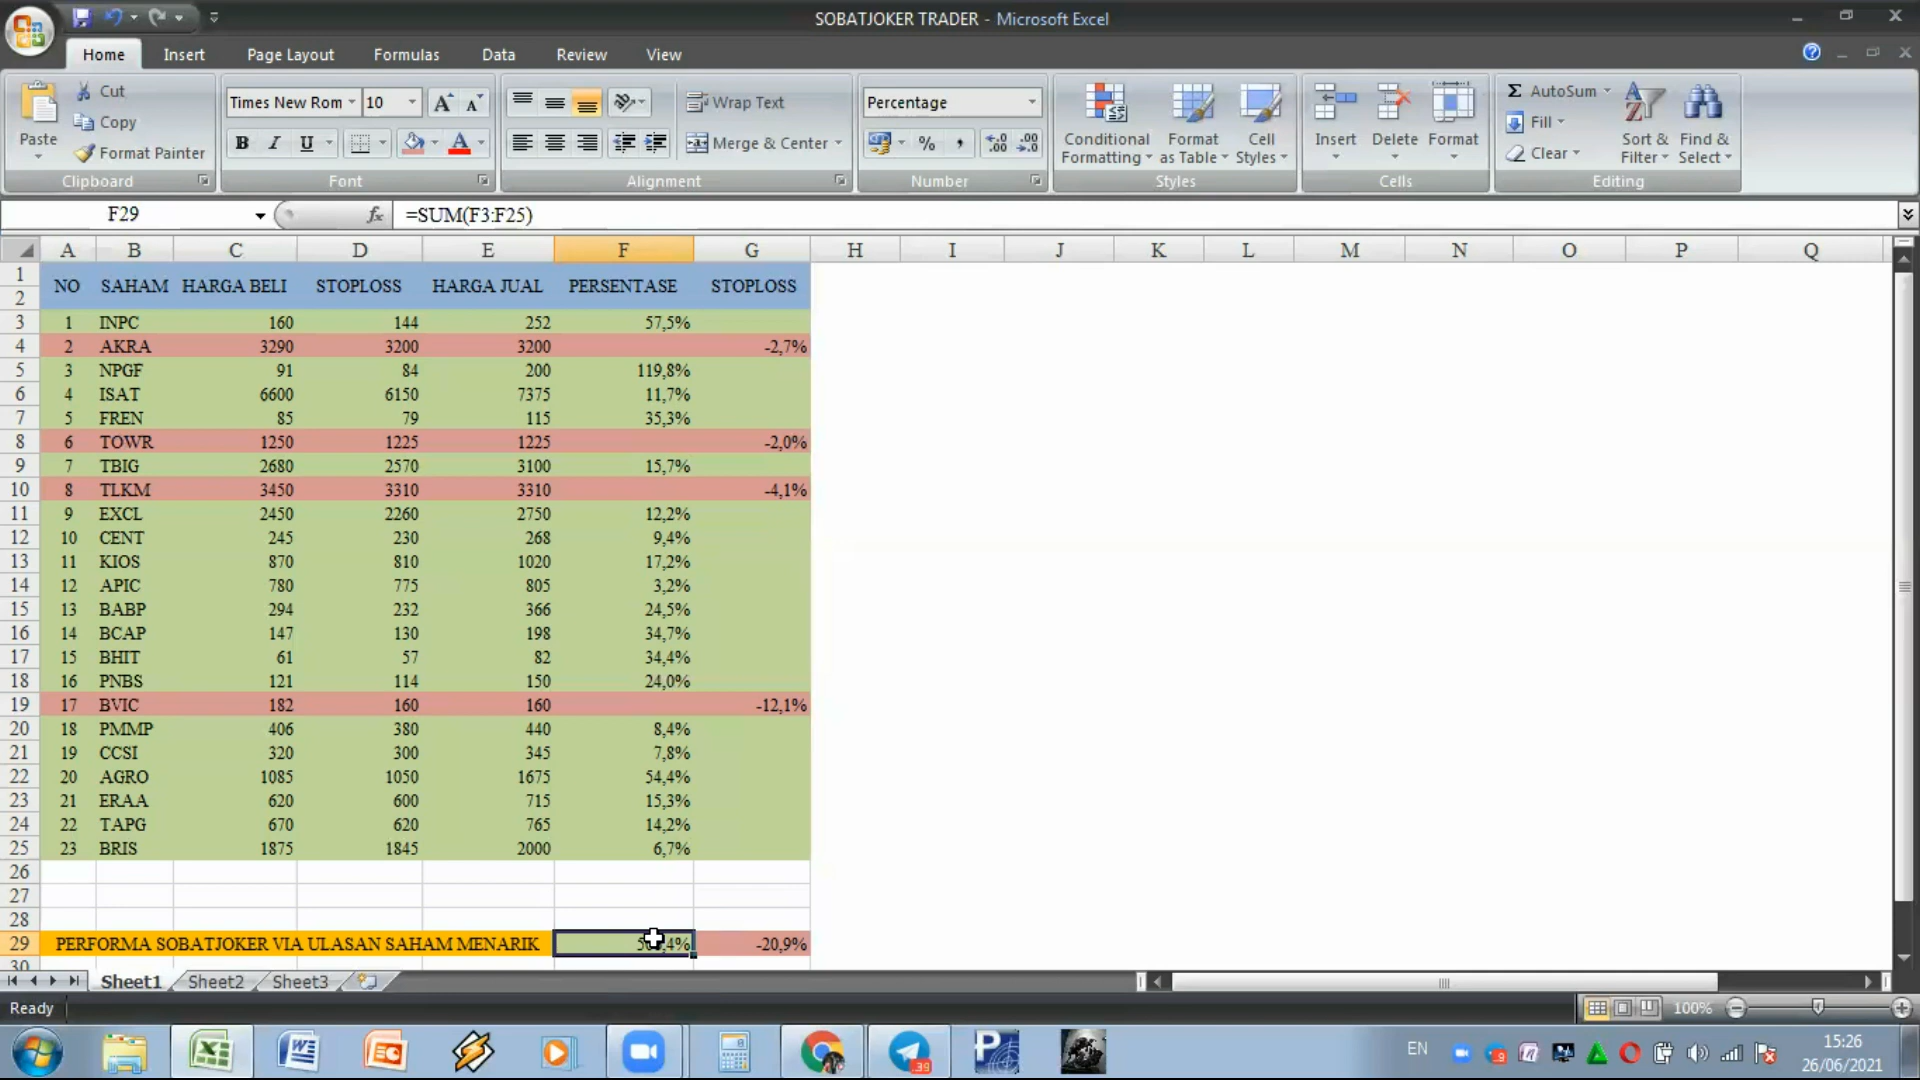 SOBATJOKER TRADER - Microsoft Excel
Home Insert Page Layout Formulas Data Review View
Paste
Cut
Copy
Format Painter
Clipboard
Times New Rom 10
B I U
Font
Wrap Text
Merge & Center
Alignment
Percentage
Number
Conditional Formatting
Format as Table
Cell Styles
Styles
Insert Delete Format
Cells
AutoSum
Fill
Clear
Sort & Filter
Find & Select
Editing
F29 fx =SUM(F3:F25)
A B C D E F G H I J K L M N O P Q
1
2 NO SAHAM HARGA BELI STOPLOSS HARGA JUAL PERSENTASE STOPLOSS
3 1 INPC 160 144 252 57,5%
4 2 AKRA 3290 3200 3200 -2,7%
5 3 NPGF 91 84 200 119,8%
6 4 ISAT 6600 6150 7375 11,7%
7 5 FREN 85 79 115 35,3%
8 6 TOWR 1250 1225 1225 -2,0%
9 7 TBIG 2680 2570 3100 15,7%
10 8 TLKM 3450 3310 3310 -4,1%
11 9 EXCL 2450 2260 2750 12,2%
12 10 CENT 245 230 268 9,4%
13 11 KIOS 870 810 1020 17,2%
14 12 APIC 780 775 805 3,2%
15 13 BABP 294 232 366 24,5%
16 14 BCAP 147 130 198 34,7%
17 15 BHIT 61 57 82 34,4%
18 16 PNBS 121 114 150 24,0%
19 17 BVIC 182 160 160 -12,1%
20 18 PMMP 406 380 440 8,4%
21 19 CCSI 320 300 345 7,8%
22 20 AGRO 1085 1050 1675 54,4%
23 21 ERAA 620 600 715 15,3%
24 22 TAPG 670 620 765 14,2%
25 23 BRIS 1875 1845 2000 6,7%
26
27
28
29 PERFORMA SOBATJOKER VIA ULASAN SAHAM MENARIK -20,9%
30
Sheet1 Sheet2 Sheet3
Ready 100%
EN 15:26
26/06/2021